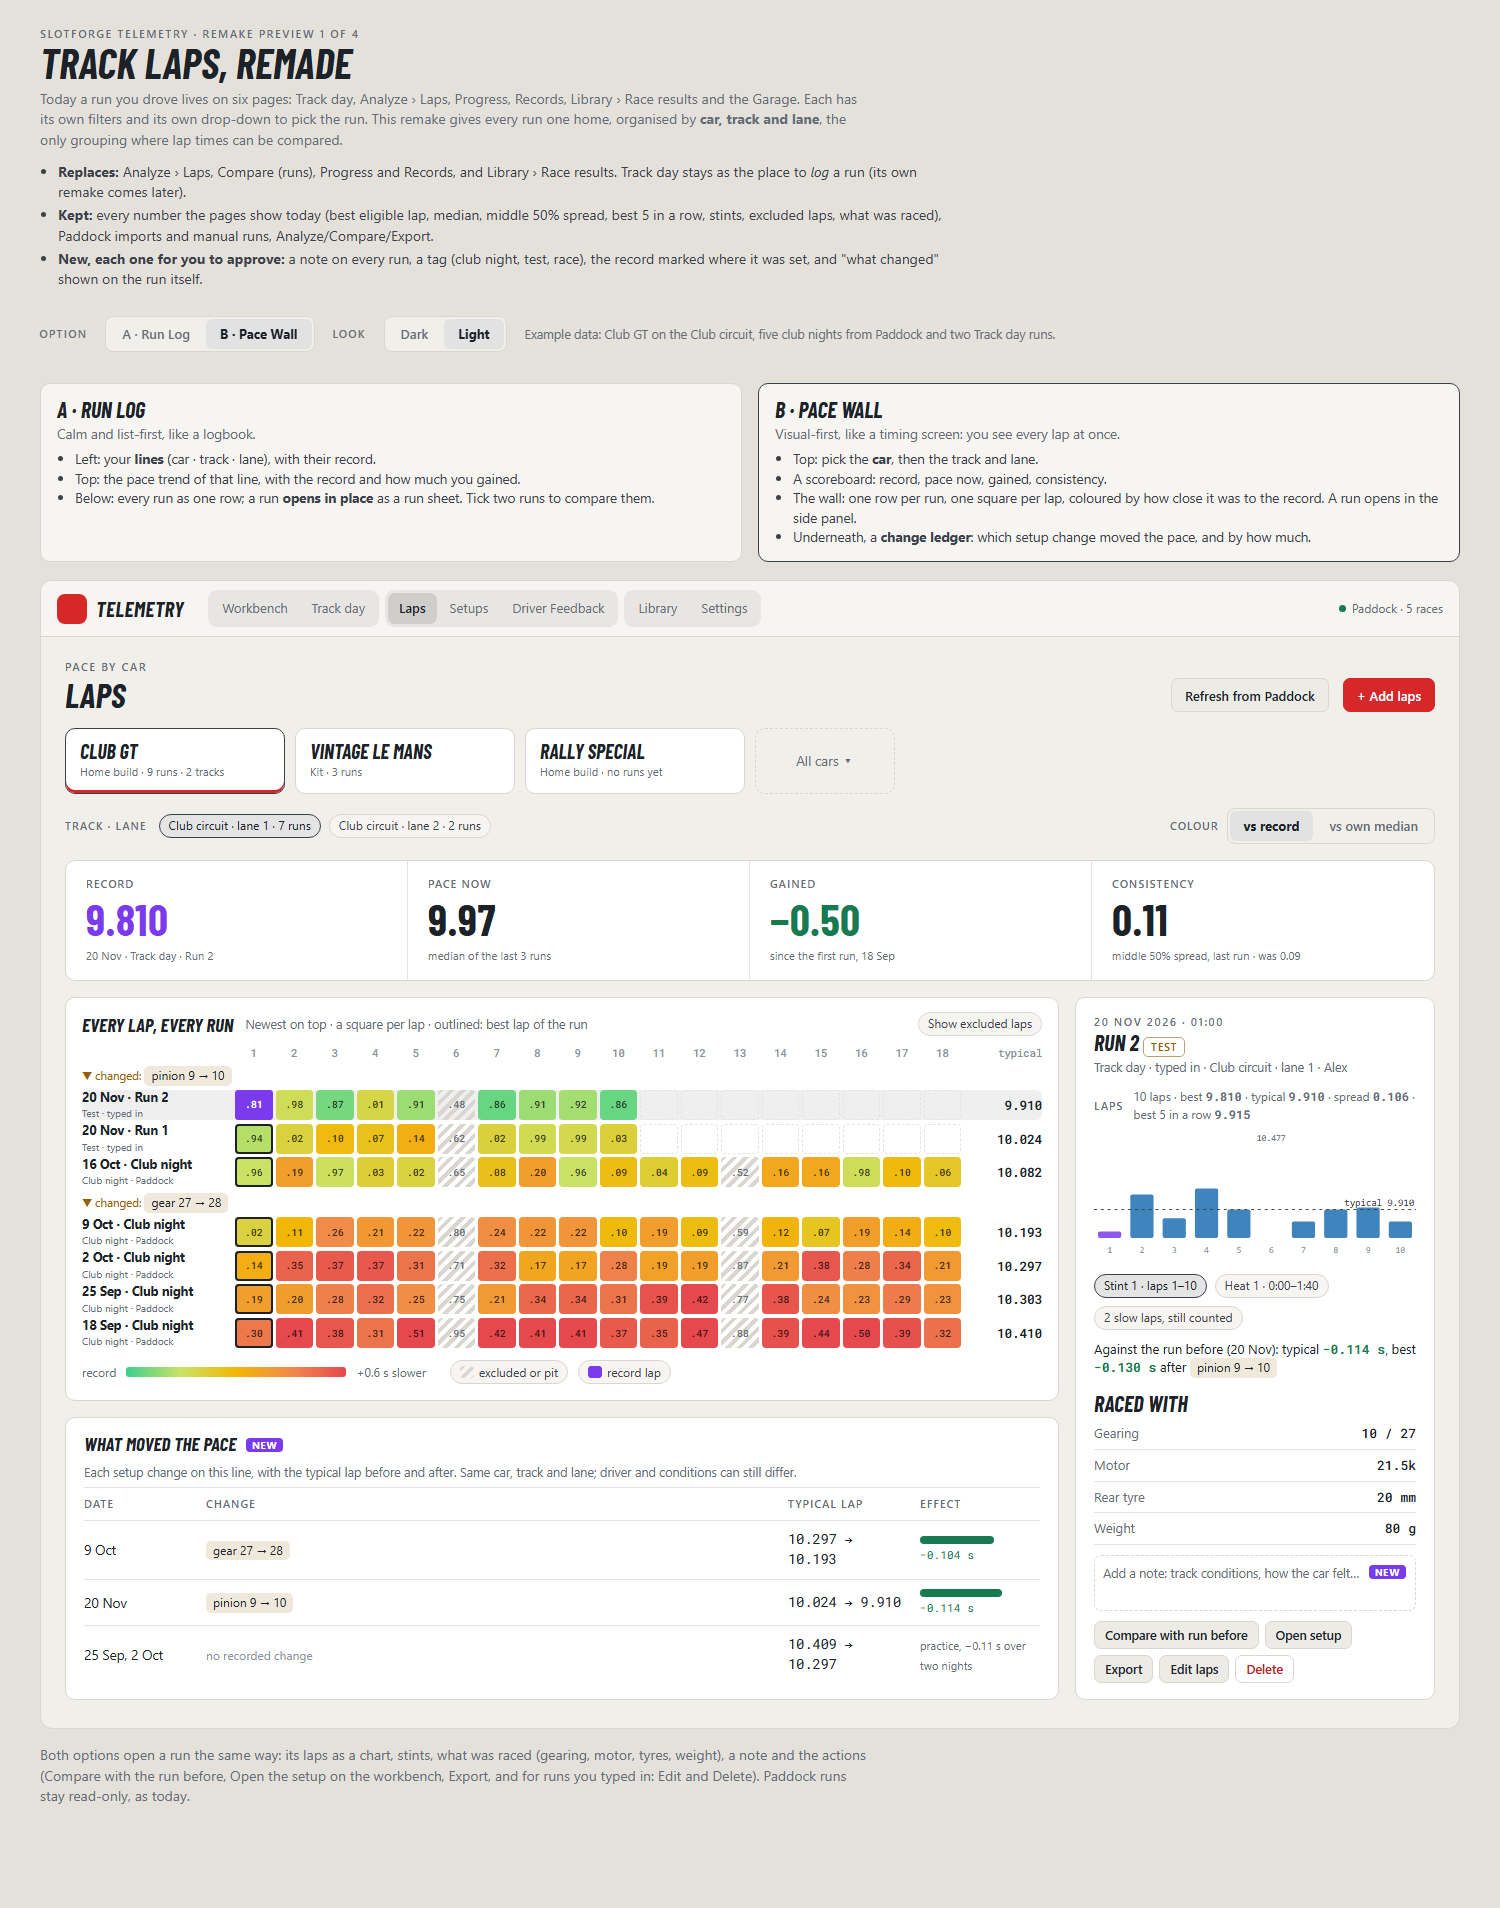 SLOTFORGE TELEMETRY · REMAKE PREVIEW 1 OF 4
TRACK LAPS, REMADE
Today a run you drove lives on six pages: Track day, Analyze › Laps, Progress, Records, Library › Race results and the Garage. Each has
its own filters and its own drop-down to pick the run. This remake gives every run one home, organised by car, track and lane, the
only grouping where lap times can be compared.
• Replaces: Analyze › Laps, Compare (runs), Progress and Records, and Library › Race results. Track day stays as the place to log a run (its own
remake comes later).
• Kept: every number the pages show today (best eligible lap, median, middle 50% spread, best 5 in a row, stints, excluded laps, what was raced),
Paddock imports and manual runs, Analyze/Compare/Export.
• New, each one for you to approve: a note on every run, a tag (club night, test, race), the record marked where it was set, and "what changed"
shown on the run itself.
OPTION A · Run Log B · Pace Wall LOOK Dark Light Example data: Club GT on the Club circuit, five club nights from Paddock and two Track day runs.
A · RUN LOG
Calm and list-first, like a logbook.
• Left: your lines (car · track · lane), with their record.
• Top: the pace trend of that line, with the record and how much you gained.
• Below: every run as one row; a run opens in place as a run sheet. Tick two runs to compare them.
B · PACE WALL
Visual-first, like a timing screen: you see every lap at once.
• Top: pick the car, then the track and lane.
• A scoreboard: record, pace now, gained, consistency.
• The wall: one row per run, one square per lap, coloured by how close it was to the record. A run opens in the
side panel.
• Underneath, a change ledger: which setup change moved the pace, and by how much.
TELEMETRY Workbench Track day Laps Setups Driver Feedback Library Settings Paddock · 5 races
PACE BY CAR
LAPS
Refresh from Paddock + Add laps
CLUB GT
Home build · 9 runs · 2 tracks
VINTAGE LE MANS
Kit · 3 runs
RALLY SPECIAL
Home build · no runs yet
All cars ▾
TRACK · LANE Club circuit · lane 1 · 7 runs Club circuit · lane 2 · 2 runs COLOUR vs record vs own median
RECORD
9.810
20 Nov · Track day · Run 2
PACE NOW
9.97
median of the last 3 runs
GAINED
−0.50
since the first run, 18 Sep
CONSISTENCY
0.11
middle 50% spread, last run · was 0.09
EVERY LAP, EVERY RUN Newest on top · a square per lap · outlined: best lap of the run Show excluded laps
1 2 3 4 5 6 7 8 9 10 11 12 13 14 15 16 17 18 typical
▼ changed: pinion 9 → 10
20 Nov · Run 2 .81 .98 .87 .01 .91 .48 .86 .91 .92 .86 9.910
Test · typed in
20 Nov · Run 1 .94 .02 .10 .07 .14 .62 .02 .99 .99 .03 10.024
Test · typed in
16 Oct · Club night .96 .19 .97 .03 .02 .65 .08 .20 .96 .09 .04 .09 .52 .16 .16 .98 .10 .06 10.082
Club night · Paddock
▼ changed: gear 27 → 28
9 Oct · Club night .02 .11 .26 .21 .22 .80 .24 .22 .22 .10 .19 .09 .59 .12 .07 .19 .14 .10 10.193
Club night · Paddock
2 Oct · Club night .14 .35 .37 .37 .31 .71 .32 .17 .17 .28 .19 .19 .87 .21 .38 .28 .34 .21 10.297
Club night · Paddock
25 Sep · Club night .19 .20 .28 .32 .25 .75 .21 .34 .34 .31 .39 .42 .77 .38 .24 .23 .29 .23 10.303
Club night · Paddock
18 Sep · Club night .30 .41 .38 .31 .51 .95 .42 .41 .41 .37 .35 .47 .88 .39 .44 .50 .39 .32 10.410
Club night · Paddock
record +0.6 s slower excluded or pit record lap
WHAT MOVED THE PACE NEW
Each setup change on this line, with the typical lap before and after. Same car, track and lane; driver and conditions can still differ.
DATE CHANGE TYPICAL LAP EFFECT
9 Oct gear 27 → 28 10.297 → 10.193 −0.104 s
20 Nov pinion 9 → 10 10.024 → 9.910 −0.114 s
25 Sep, 2 Oct no recorded change 10.409 → 10.297 practice, −0.11 s over two nights
20 NOV 2026 · 01:00
RUN 2 TEST
Track day · typed in · Club circuit · lane 1 · Alex
LAPS 10 laps · best 9.810 · typical 9.910 · spread 0.106 ·
best 5 in a row 9.915
10.477
typical 9.910
1 2 3 4 5 6 7 8 9 10
Stint 1 · laps 1–10 Heat 1 · 0:00–1:40
2 slow laps, still counted
Against the run before (20 Nov): typical −0.114 s, best
−0.130 s after pinion 9 → 10
RACED WITH
Gearing 10 / 27
Motor 21.5k
Rear tyre 20 mm
Weight 80 g
Add a note: track conditions, how the car felt... NEW
Compare with run before Open setup
Export Edit laps Delete
Both options open a run the same way: its laps as a chart, stints, what was raced (gearing, motor, tyres, weight), a note and the actions
(Compare with the run before, Open the setup on the workbench, Export, and for runs you typed in: Edit and Delete). Paddock runs
stay read-only, as today.